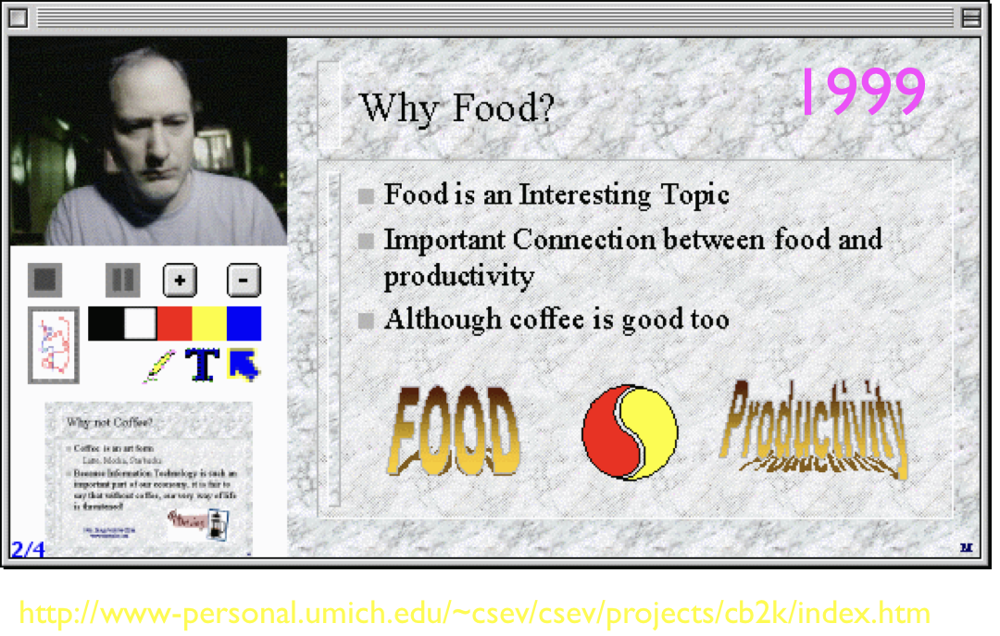 Why Food?
1999
Food is an Interesting Topic
Important Connection between food and
productivity
Although coffee is good too
FOOD
Productivity
+
-
T
Why not Coffee?
Coffee is an art form
Latte, Mocha, Starbucks
Because Information Technology is such an
important part of our economy, it is fair to
say that without coffee, our very way of life
is threatened!
2/4
M
http://www-personal.umich.edu/~csev/csev/projects/cb2k/index.htm